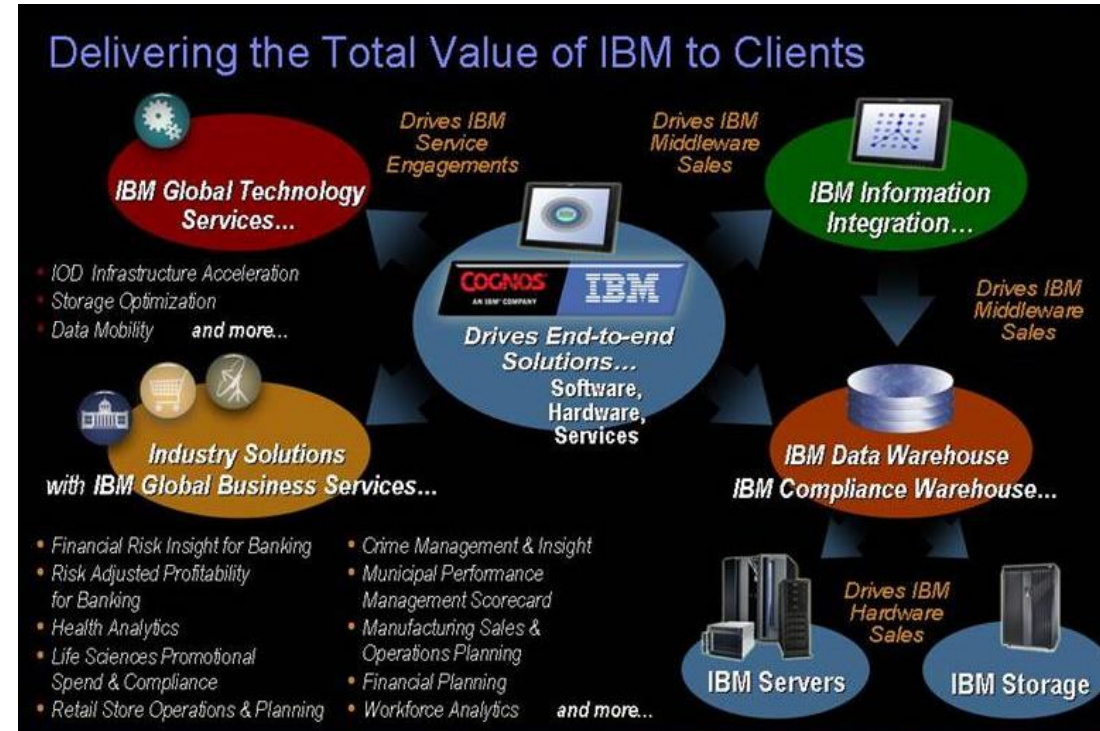 Delivering the Total Value of IBM to Clients
Drives IBM
Service
Engagements
Drives IBM
Middleware
Sales
IBM Global Technology
Services...
IBM Information
Integration...
• IOD Infrastructure Acceleration
• Storage Optimization
• Data Mobility and more...
COGNOS
AN IBM COMPANY
IBM
Drives End-to-end
Solutions...
Software,
Hardware,
Services
Drives IBM
Middleware
Sales
Industry Solutions
with IBM Global Business Services...
IBM Data Warehouse
IBM Compliance Warehouse...
• Financial Risk Insight for Banking
• Risk Adjusted Profitability
for Banking
• Health Analytics
• Life Sciences Promotional
Spend & Compliance
• Retail Store Operations & Planning
• Crime Management & Insight
• Municipal Performance
Management Scorecard
• Manufacturing Sales &
Operations Planning
• Financial Planning
• Workforce Analytics and more...
Drives IBM
Hardware
Sales
IBM Servers
IBM Storage